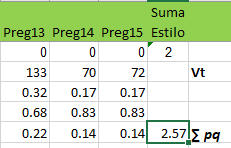 Suma
Preg13 Preg14 Preg15 Estilo
0 0 0 2
133 70 72 Vt
0.32 0.17 0.17
0.68 0.83 0.83
0.22 0.14 0.14 2.57 ∑ pq